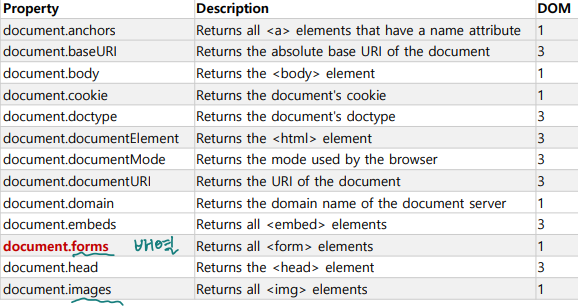 Property Description DOM
document.anchors Returns all <a> elements that have a name attribute 1
document.baseURI Returns the absolute base URI of the document 3
document.body Returns the <body> element 1
document.cookie Returns the document's cookie 1
document.doctype Returns the document's doctype 3
document.documentElement Returns the <html> element 3
document.documentMode Returns the mode used by the browser 3
document.documentURI Returns the URI of the document 3
document.domain Returns the domain name of the document server 1
document.embeds Returns all <embed> elements 3
document.forms 배열 Returns all <form> elements 1
document.head Returns the <head> element 3
document.images Returns all <img> elements 1